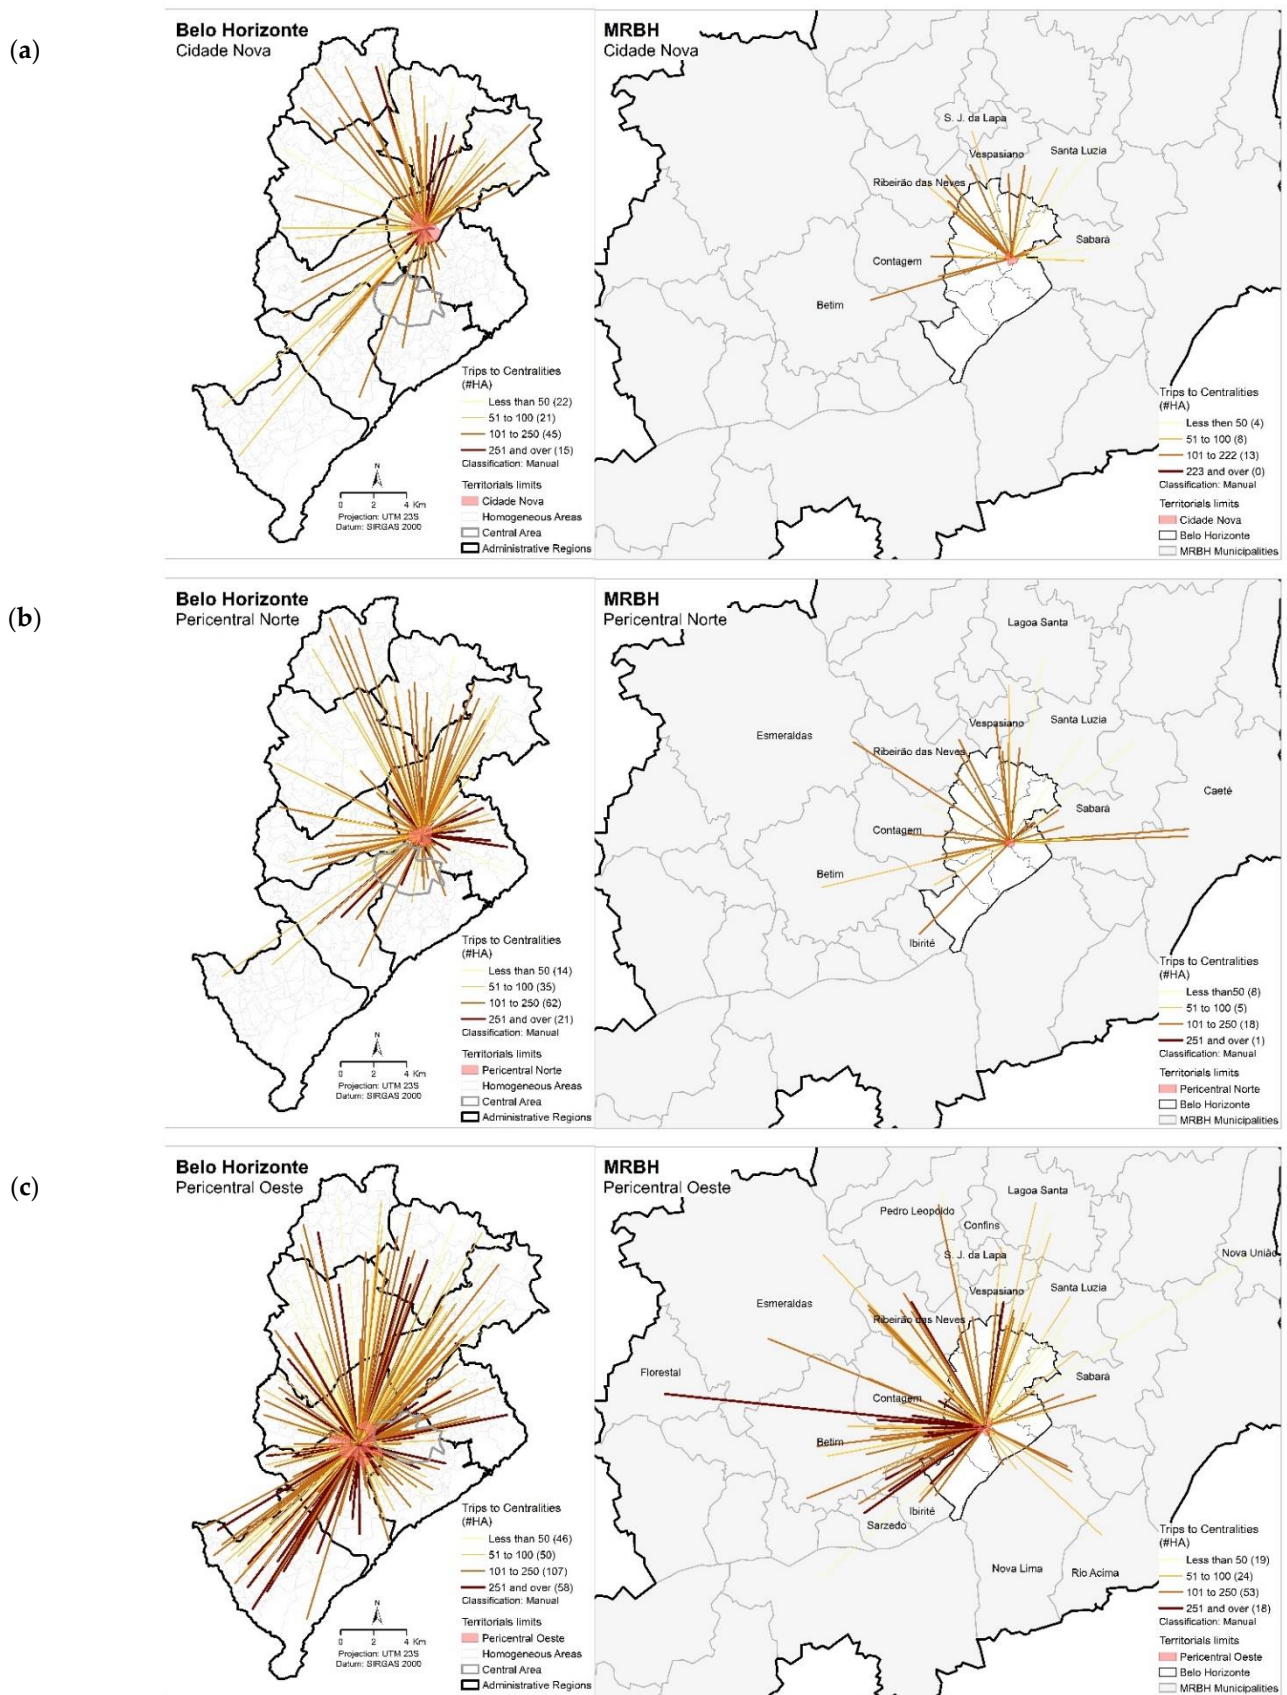 (a)
Belo Horizonte
Cidade Nova
Trips to Centralities
(#HA)
Less than 50 (22)
51 to 100 (21)
101 to 250 (45)
251 and over (15)
Classification: Manual
Territorials limits
Cidade Nova
Homogeneous Areas
Central Area
Administrative Regions
N
0 2 4 Km
Projection: UTM 23S
Datum: SIRGAS 2000
MRBH
Cidade Nova
S. J. da Lapa
Vespasiano
Santa Luzia
Ribeirão das Neves
Sabará
Contagem
Betim
Trips to Centralities
(#HA)
Less then 50 (4)
51 to 100 (8)
101 to 222 (13)
223 and over (0)
Classification: Manual
Territorials limits
Cidade Nova
Belo Horizonte
MRBH Municipalities
(b)
Belo Horizonte
Pericentral Norte
Trips to Centralities
(#HA)
Less than 50 (14)
51 to 100 (35)
101 to 250 (62)
251 and over (21)
Classification: Manual
Territorials limits
Pericentral Norte
Homogeneous Areas
Central Area
Administrative Regions
N
0 2 4 Km
Projection: UTM 23S
Datum: SIRGAS 2000
MRBH
Pericentral Norte
Lagoa Santa
Vespasiano
Santa Luzia
Esmeraldas
Ribeirão das Neves
Caeté
Sabará
Contagem
Betim
Ibirité
Trips to Centralities
(#HA)
Less than50 (8)
51 to 100 (5)
101 to 250 (18)
251 and over (1)
Classification: Manual
Territorials limits
Pericentral Norte
Belo Horizonte
MRBH Municipalities
(c)
Belo Horizonte
Pericentral Oeste
Trips to Centralities
(#HA)
Less than 50 (46)
51 to 100 (50)
101 to 250 (107)
251 and over (58)
Classification: Manual
Territorials limits
Pericentral Oeste
Homogeneous Areas
Central Area
Administrative Regions
N
0 2 4 Km
Projection: UTM 23S
Datum: SIRGAS 2000
MRBH
Pericentral Oeste
Lagoa Santa
Pedro Leopoldo
Confins
S. J. da Lapa
Nova União
Vespasiano
Santa Luzia
Esmeraldas
Ribeirão das Neves
Florestal
Sabará
Contagem
Betim
Ibirité
Sarzedo
Nova Lima
Rio Acima
Trips to Centralities
(#HA)
Less than 50 (19)
51 to 100 (24)
101 to 250 (53)
251 and over (18)
Classification: Manual
Territorials limits
Pericentral Oeste
Belo Horizonte
MRBH Municipalities